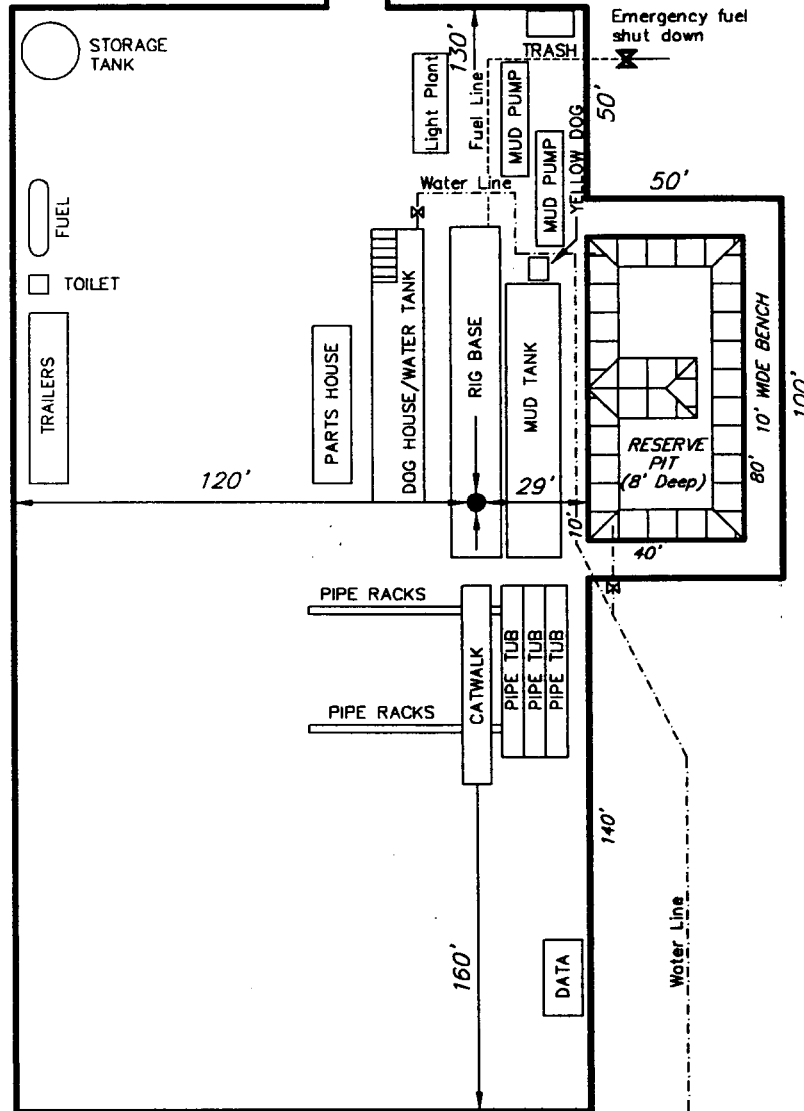 Emergency fuel
shut down
STORAGE
TANK
TRASH
130'
Light Plant
Fuel Line
MUD PUMP
MUD PUMP
YELLOW DOG
50'
50'
Water Line
FUEL
TOILET
TRAILERS
PARTS HOUSE
DOG HOUSE/WATER TANK
RIG BASE
MUD TANK
RESERVE
PIT
(8' Deep)
80'
10' WIDE BENCH
100'
120'
29'
10'
40'
PIPE RACKS
PIPE RACKS
CATWALK
PIPE TUB
PIPE TUB
PIPE TUB
140'
160'
DATA
Water Line